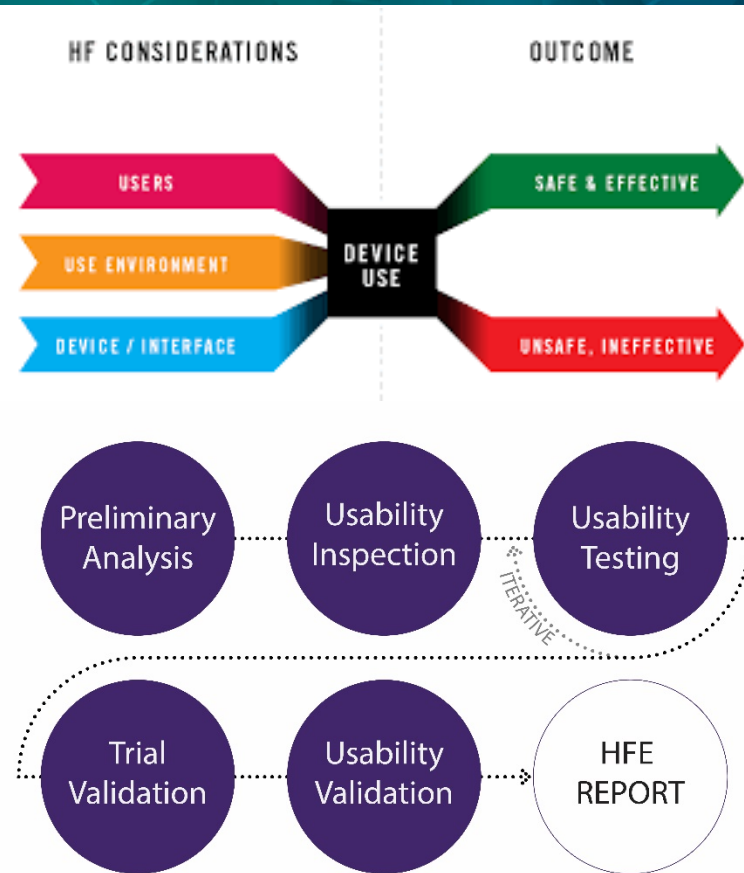 HF CONSIDERATIONS
OUTCOME
USERS
USE ENVIRONMENT
DEVICE / INTERFACE
DEVICE
USE
SAFE & EFFECTIVE
UNSAFE, INEFFECTIVE
Preliminary
Analysis
Usability
Inspection
Usability
Testing
ITERATIVE
Trial
Validation
Usability
Validation
HFE
REPORT